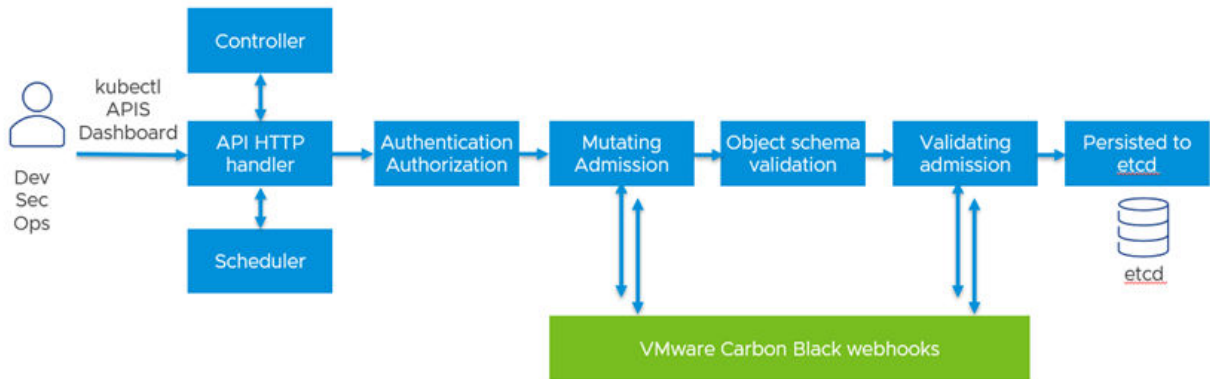 Controller
kubectl
APIS
Dashboard
Dev
Sec
Ops
API HTTP
handler
Scheduler
Authentication
Authorization
Mutating
Admission
Object schema
validation
Validating
admission
Persisted to
etcd
etcd
VMware Carbon Black webhooks